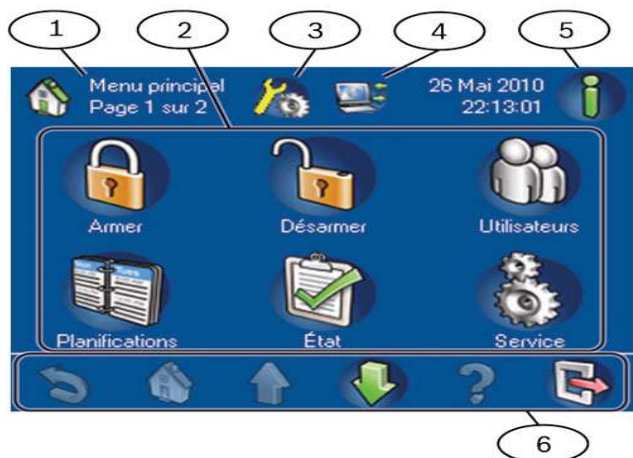 1 2 3 4 5
Menu principal
Page 1 sur 2
26 Mai 2010
22:13:01
Armer Désarmer Utilisateurs
Planifications État Service
6